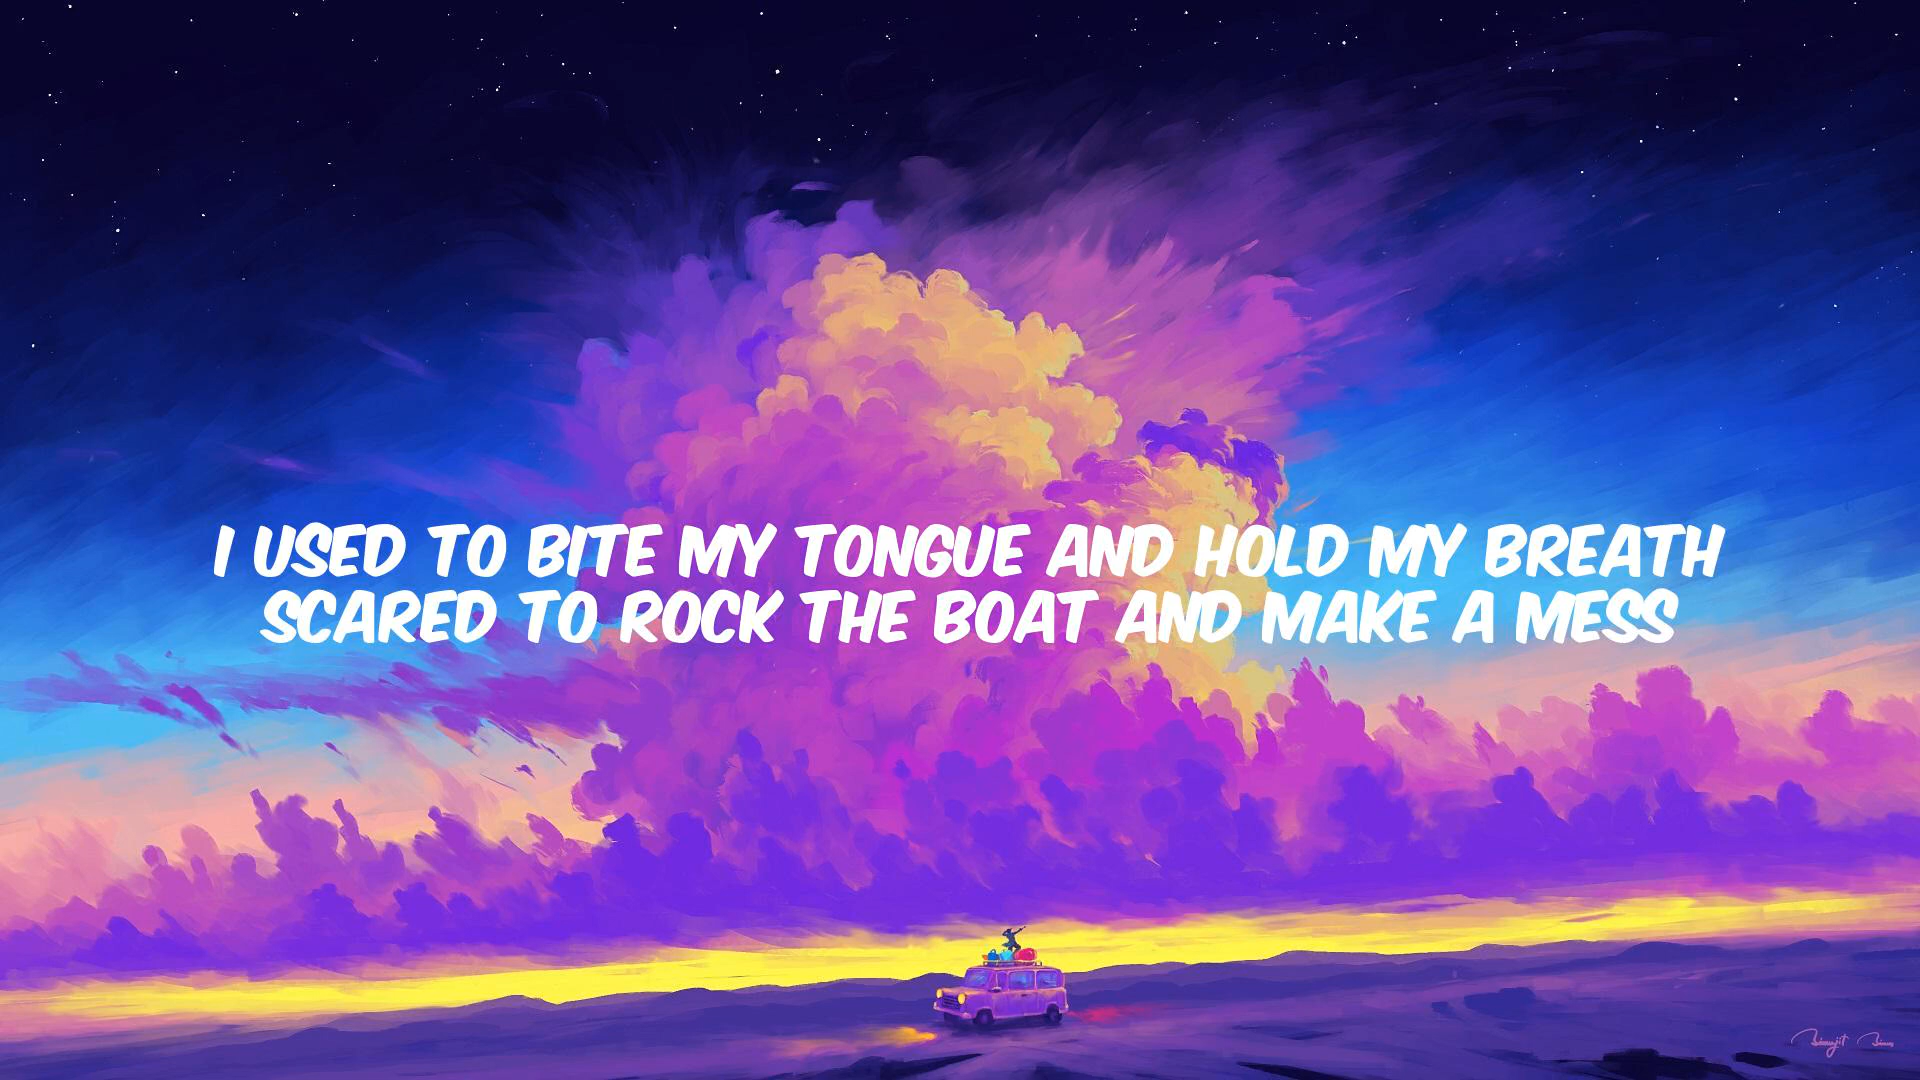 I USED TO BITE MY TONGUE AND HOLD MY BREATH
SCARED TO ROCK THE BOAT AND MAKE A MESS